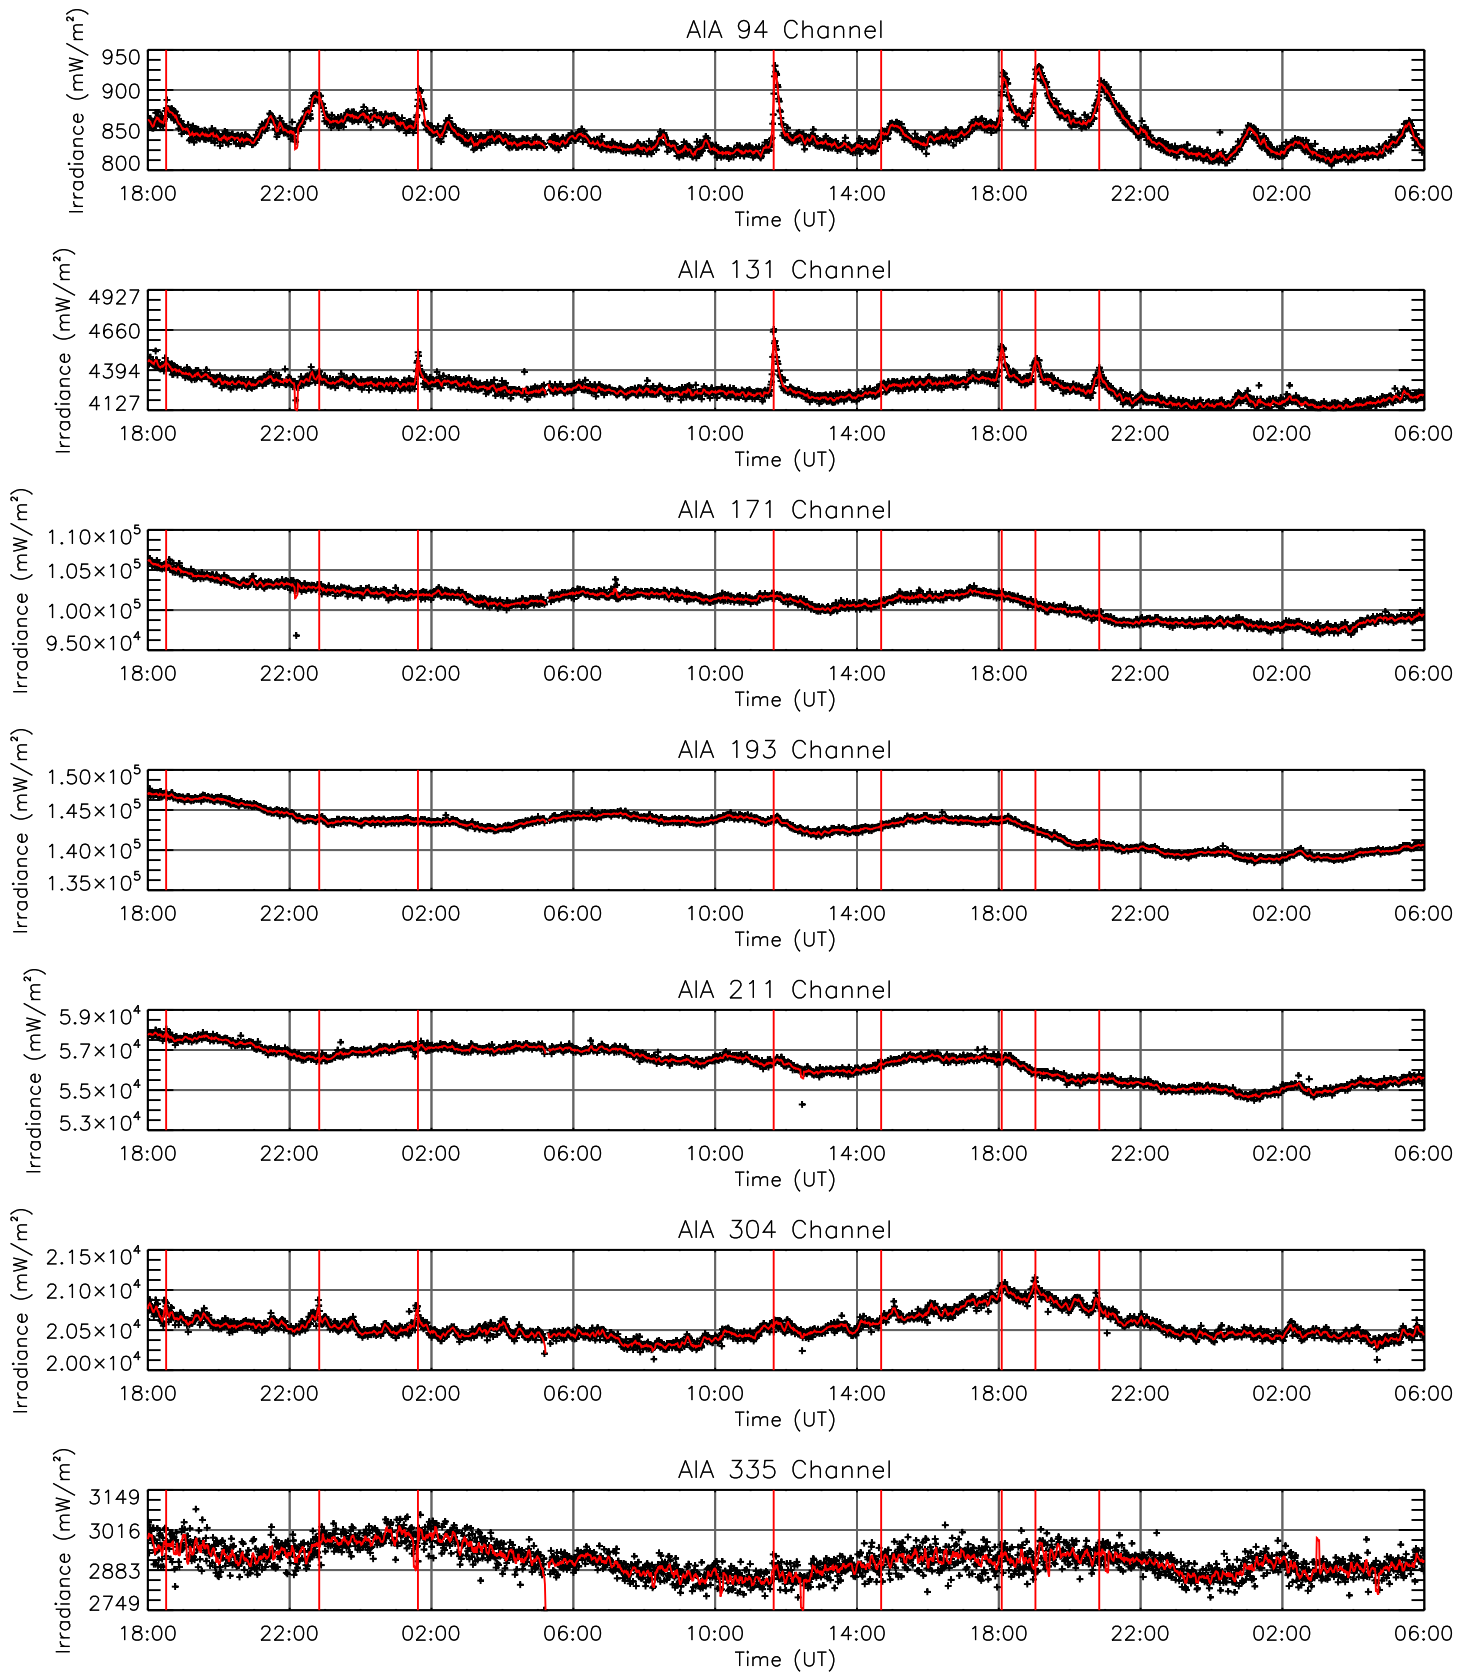 AIA 94 Channel
Irradiance (mW/m²)
950
900
850
800
18:00 22:00 02:00 06:00 10:00 14:00 18:00 22:00 02:00 06:00
Time (UT)
AIA 131 Channel
Irradiance (mW/m²)
4927
4660
4394
4127
18:00 22:00 02:00 06:00 10:00 14:00 18:00 22:00 02:00 06:00
Time (UT)
AIA 171 Channel
Irradiance (mW/m²)
1.10×10⁵
1.05×10⁵
1.00×10⁵
9.50×10⁴
18:00 22:00 02:00 06:00 10:00 14:00 18:00 22:00 02:00 06:00
Time (UT)
AIA 193 Channel
Irradiance (mW/m²)
1.50×10⁵
1.45×10⁵
1.40×10⁵
1.35×10⁵
18:00 22:00 02:00 06:00 10:00 14:00 18:00 22:00 02:00 06:00
Time (UT)
AIA 211 Channel
Irradiance (mW/m²)
5.9×10⁴
5.7×10⁴
5.5×10⁴
5.3×10⁴
18:00 22:00 02:00 06:00 10:00 14:00 18:00 22:00 02:00 06:00
Time (UT)
AIA 304 Channel
Irradiance (mW/m²)
2.15×10⁴
2.10×10⁴
2.05×10⁴
2.00×10⁴
18:00 22:00 02:00 06:00 10:00 14:00 18:00 22:00 02:00 06:00
Time (UT)
AIA 335 Channel
Irradiance (mW/m²)
3149
3016
2883
2749
18:00 22:00 02:00 06:00 10:00 14:00 18:00 22:00 02:00 06:00
Time (UT)